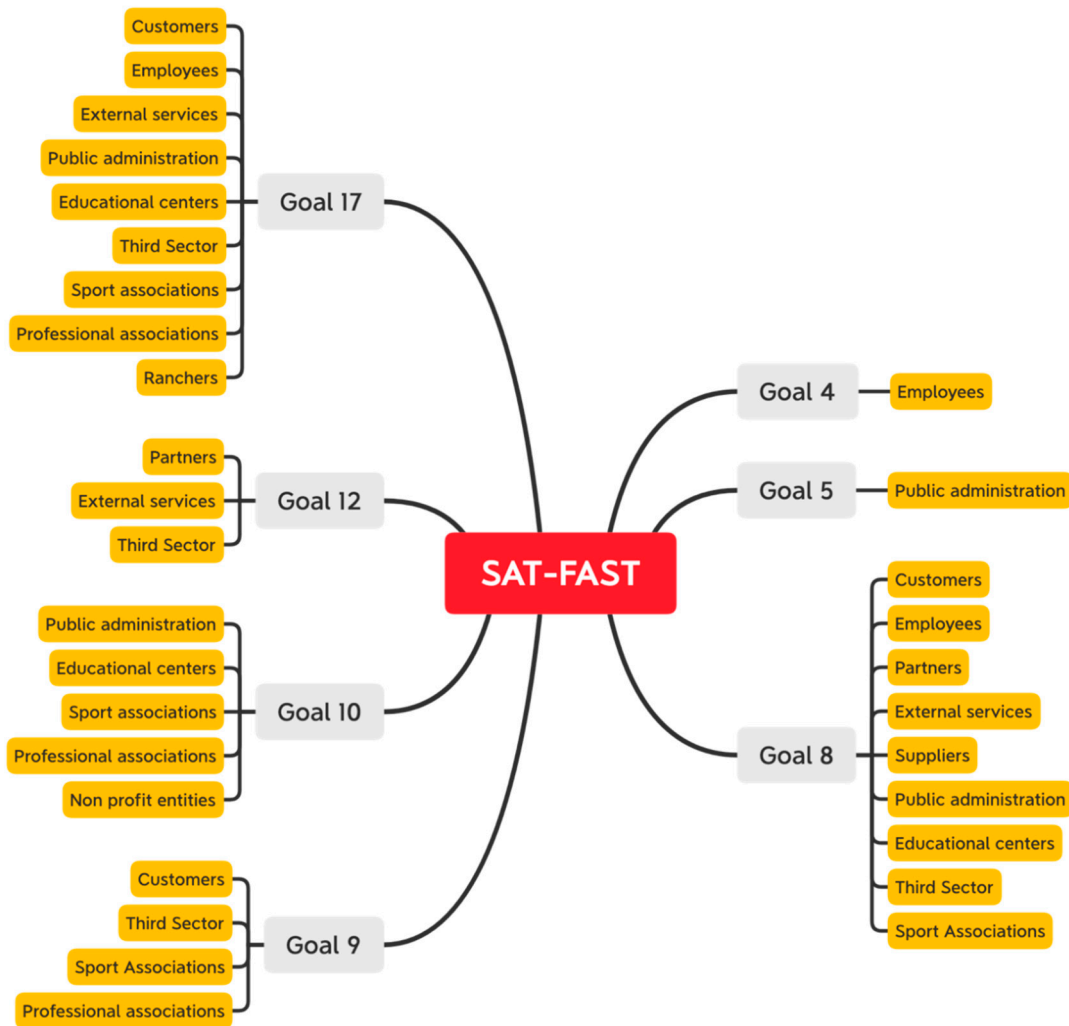 Customers
Employees
External services
Public administration
Educational centers
Third Sector
Sport associations
Professional associations
Ranchers
Goal 17
Partners
External services
Third Sector
Goal 12
Public administration
Educational centers
Sport associations
Professional associations
Non profit entities
Goal 10
Customers
Third Sector
Sport Associations
Professional associations
Goal 9
SAT-FAST
Goal 4
Employees
Goal 5
Public administration
Goal 8
Customers
Employees
Partners
External services
Suppliers
Public administration
Educational centers
Third Sector
Sport Associations